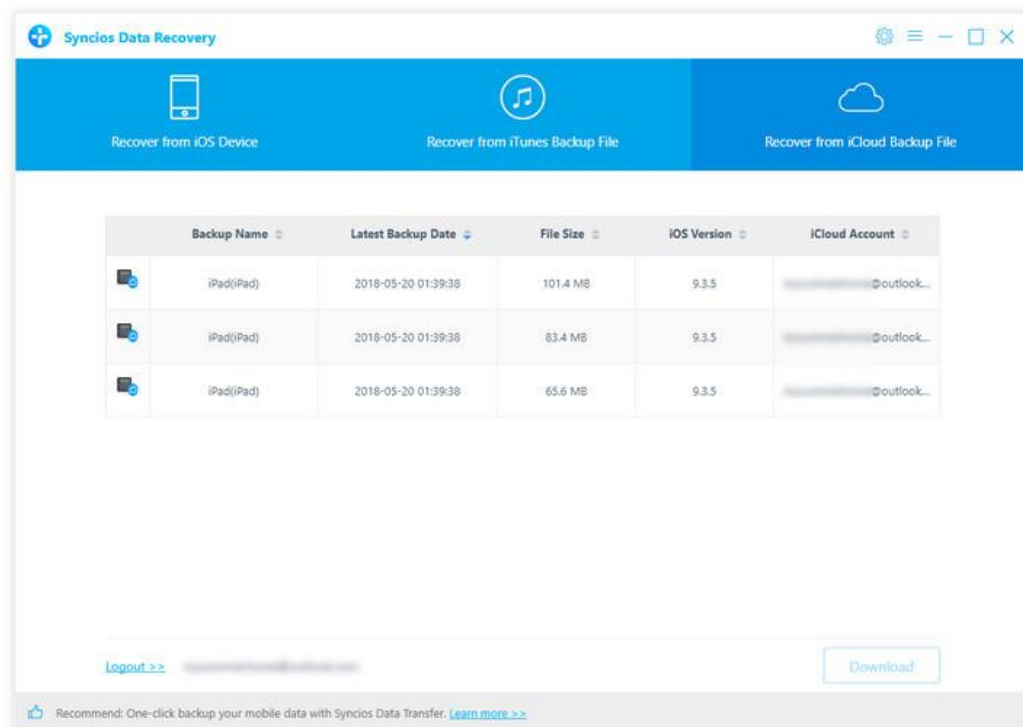 Syncios Data Recovery
Recover from iOS Device
Recover from iTunes Backup File
Recover from iCloud Backup File
Backup Name Latest Backup Date File Size iOS Version iCloud Account
iPad(iPad) 2018-05-20 01:39:38 101.4 MB 9.3.5 @outlook...
iPad(iPad) 2018-05-20 01:39:38 83.4 MB 9.3.5 @outlook...
iPad(iPad) 2018-05-20 01:39:38 65.6 MB 9.3.5 @outlook...
Logout >> Download
Recommend: One-click backup your mobile data with Syncios Data Transfer. Learn more >>